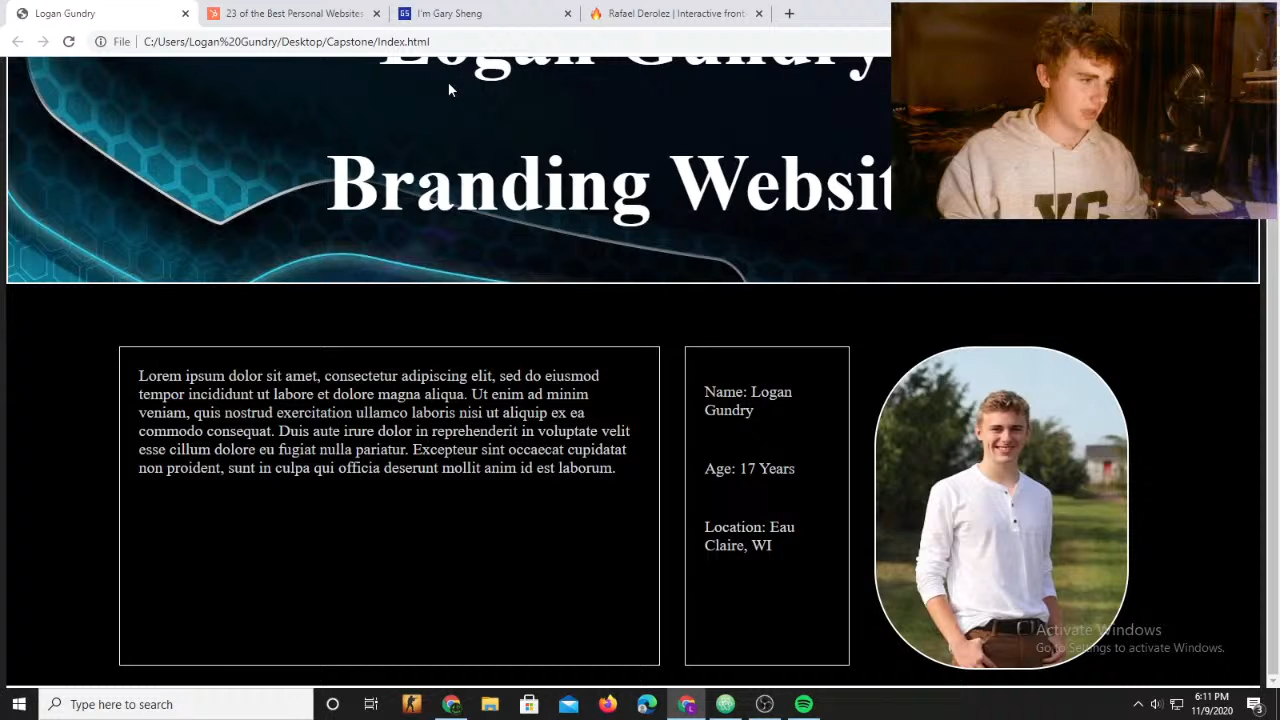 Logan Gundry
23 of the Best Personal Websites
GS I'm Gary Sheng
Rafael Derolez | Interactive front-
File C:/Users/Logan%20Gundry/Desktop/Capstone/Index.html
Logan Gundry
Branding Websit
Lorem ipsum dolor sit amet, consectetur adipiscing elit, sed do eiusmod
tempor incididunt ut labore et dolore magna aliqua. Ut enim ad minim
veniam, quis nostrud exercitation ullamco laboris nisi ut aliquip ex ea
commodo consequat. Duis aute irure dolor in reprehenderit in voluptate velit
esse cillum dolore eu fugiat nulla pariatur. Excepteur sint occaecat cupidatat
non proident, sunt in culpa qui officia deserunt mollit anim id est laborum.
Name: Logan
Gundry
Age: 17 Years
Location: Eau
Claire, WI
Activate Windows
Go to Settings to activate Windows.
Type here to search
6:11 PM
11/9/2020